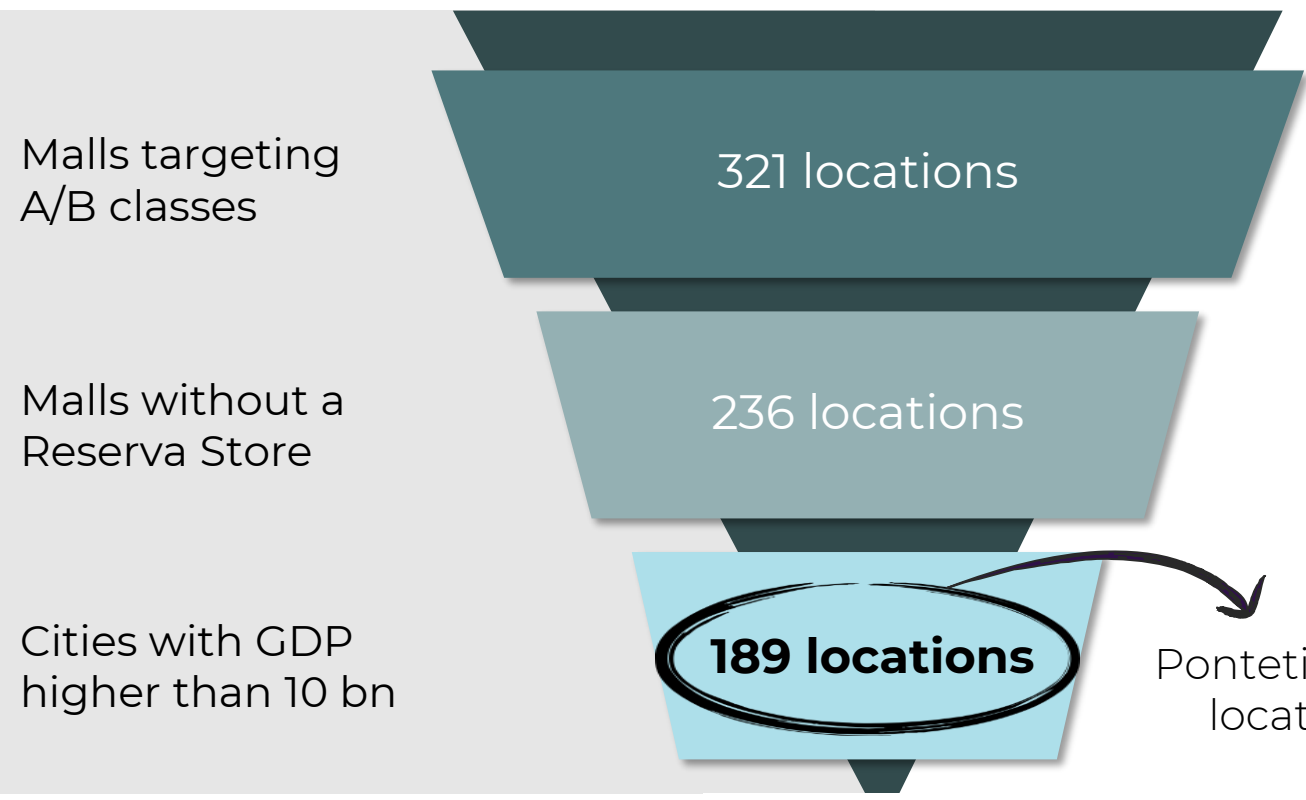 Malls targeting
A/B classes
321 locations
Malls without a
Reserva Store
236 locations
Cities with GDP
higher than 10 bn
189 locations